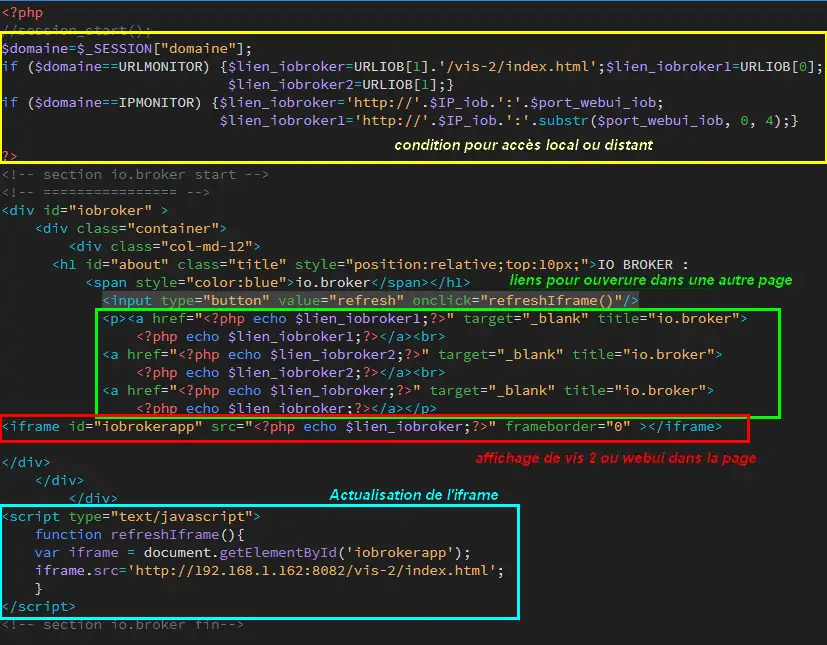 <?php
//session_start();
$domaine=$_SESSION["domaine"];
if ($domaine==URLMONITOR) {$lien_iobroker=URLIOB[1].'/vis-2/index.html';$lien_iobroker1=URLIOB[0];
$lien_iobroker2=URLIOB[1];}
if ($domaine==IPMONITOR) {$lien_iobroker='http://'.$IP_iob.':'.$port_webui_iob;
$lien_iobroker1='http://'.$IP_iob.':'.substr($port_webui_iob, 0, 4);}
condition pour accès local ou distant
?>
<!-- section io.broker start -->
<!-- ================ -->
<div id="iobroker" >
<div class="container">
<div class="col-md-12">
<h1 id="about" class="title" style="position:relative;top:10px;">IO BROKER :
<span style="color:blue">io.broker</span></h1>
liens pour ouverure dans une autre page
<input type="button" value="refresh" onclick="refreshIframe()"/>
<p><a href="<?php echo $lien_iobroker1;?>" target="_blank" title="io.broker">
<?php echo $lien_iobroker1;?></a><br>
<a href="<?php echo $lien_iobroker2;?>" target="_blank" title="io.broker">
<?php echo $lien_iobroker2;?></a><br>
<a href="<?php echo $lien_iobroker;?>" target="_blank" title="io.broker">
<?php echo $lien_iobroker;?></a></p>
<iframe id="iobrokerapp" src="<?php echo $lien_iobroker;?>" frameborder="0" ></iframe>
affichage de vis 2 ou webui dans la page
</div>
</div>
</div>
Actualisation de l'iframe
<script type="text/javascript">
function refreshIframe(){
var iframe = document.getElementById('iobrokerapp');
iframe.src='http://192.168.1.162:8082/vis-2/index.html';
}
</script>
<!-- section io.broker fin-->